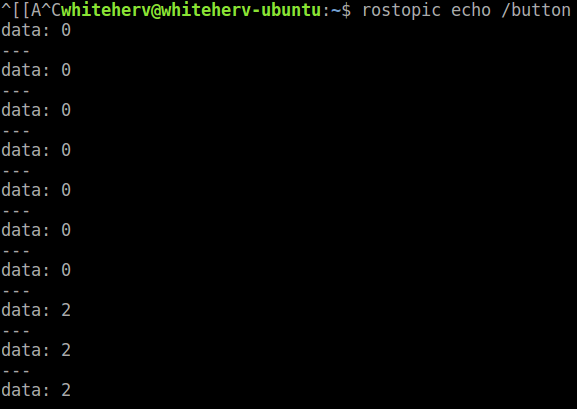 ^[[A^Cwhiteherv@whiteherv-ubuntu:~$ rostopic echo /button
data: 0
---
data: 0
---
data: 0
---
data: 0
---
data: 0
---
data: 0
---
data: 0
---
data: 2
---
data: 2
---
data: 2